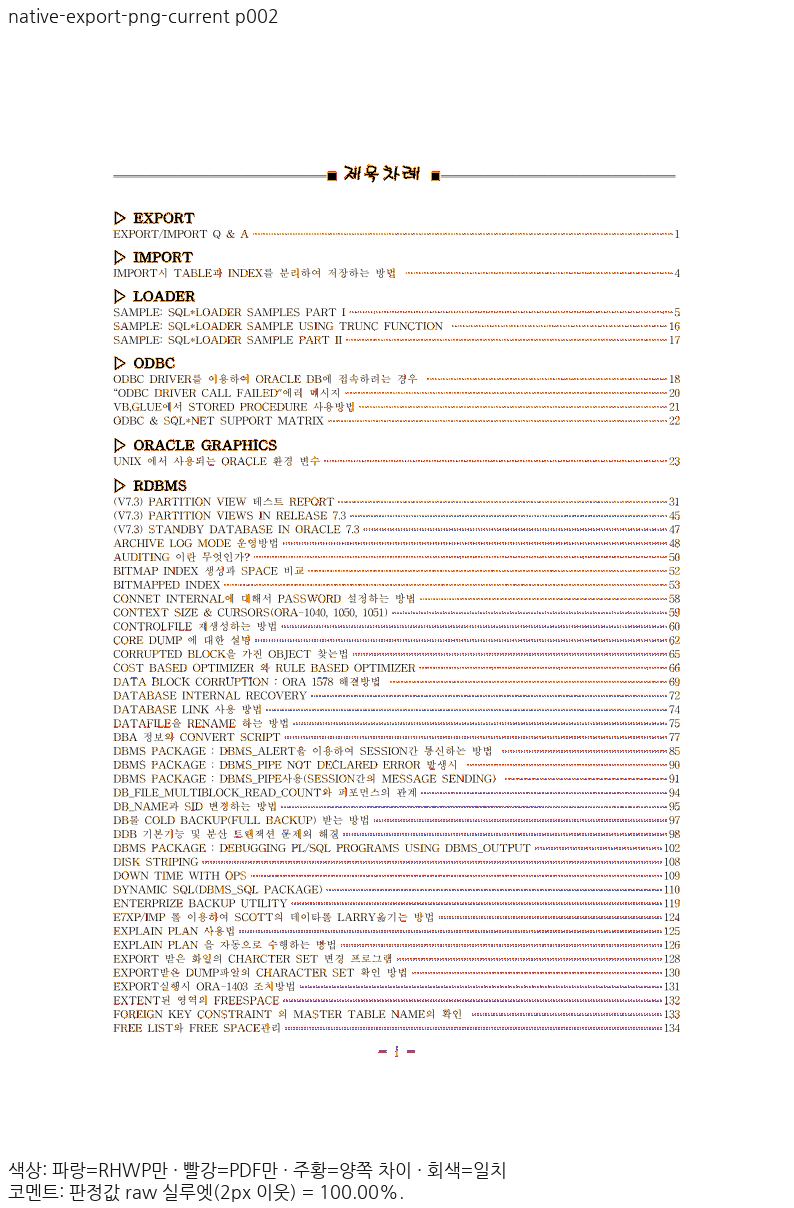 native-export-png-current p002
■ 제목차례 ■
▷ EXPORT
EXPORT/IMPORT Q & A 1
▷ IMPORT
IMPORT시 TABLE과 INDEX를 분리하여 저장하는 방법 4
▷ LOADER
SAMPLE: SQL*LOADER SAMPLES PART I 5
SAMPLE: SQL*LOADER SAMPLE USING TRUNC FUNCTION 16
SAMPLE: SQL*LOADER SAMPLE PART II 17
▷ ODBC
ODBC DRIVER를 이용하여 ORACLE DB에 접속하려는 경우 18
"ODBC DRIVER CALL FAILED"에러 메시지 20
VB,GLUE에서 STORED PROCEDURE 사용방법 21
ODBC & SQL*NET SUPPORT MATRIX 22
▷ ORACLE GRAPHICS
UNIX 에서 사용되는 ORACLE 환경 변수 23
▷ RDBMS
(V7.3) PARTITION VIEW 테스트 REPORT 31
(V7.3) PARTITION VIEWS IN RELEASE 7.3 45
(V7.3) STANDBY DATABASE IN ORACLE 7.3 47
ARCHIVE LOG MODE 운영방법 48
AUDITING 이란 무엇인가? 50
BITMAP INDEX 생성과 SPACE 비교 52
BITMAPPED INDEX 53
CONNET INTERNAL에 대해서 PASSWORD 설정하는 방법 58
CONTEXT SIZE & CURSORS(ORA-1040, 1050, 1051) 59
CONTROLFILE 재생성하는 방법 60
CORE DUMP 에 대한 설명 62
CORRUPTED BLOCK을 가진 OBJECT 찾는법 65
COST BASED OPTIMIZER 와 RULE BASED OPTIMIZER 66
DATA BLOCK CORRUPTION : ORA 1578 해결방법 69
DATABASE INTERNAL RECOVERY 72
DATABASE LINK 사용 방법 74
DATAFILE을 RENAME 하는 방법 75
DBA 정보와 CONVERT SCRIPT 77
DBMS PACKAGE : DBMS_ALERT을 이용하여 SESSION간 통신하는 방법 85
DBMS PACKAGE : DBMS_PIPE NOT DECLARED ERROR 발생시 90
DBMS PACKAGE : DBMS_PIPE사용(SESSION간의 MESSAGE SENDING) 91
DB_FILE_MULTIBLOCK_READ_COUNT와 퍼포먼스의 관계 94
DB_NAME과 SID 변경하는 방법 95
DB를 COLD BACKUP(FULL BACKUP) 받는 방법 97
DDB 기본기능 및 분산 트랜잭션 문제의 해결 98
DBMS PACKAGE : DEBUGGING PL/SQL PROGRAMS USING DBMS_OUTPUT 102
DISK STRIPING 108
DOWN TIME WITH OPS 109
DYNAMIC SQL(DBMS_SQL PACKAGE) 110
ENTERPRIZE BACKUP UTILITY 119
E7XP/IMP 를 이용하여 SCOTT의 데이타를 LARRY옮기는 방법 124
EXPLAIN PLAN 사용법 125
EXPLAIN PLAN 을 자동으로 수행하는 방법 126
EXPORT 받은 화일의 CHARCTER SET 변경 프로그램 128
EXPORT받은 DUMP파일의 CHARACTER SET 확인 방법 130
EXPORT실행시 ORA-1403 조치방법 131
EXTENT된 영역의 FREESPACE 132
FOREIGN KEY CONSTRAINT 의 MASTER TABLE NAME의 확인 133
FREE LIST와 FREE SPACE관리 134
- i -
색상: 파랑=RHWP만 · 빨강=PDF만 · 주황=양쪽 차이 · 회색=일치
코멘트: 판정값 raw 실루엣(2px 이웃) = 100.00%.